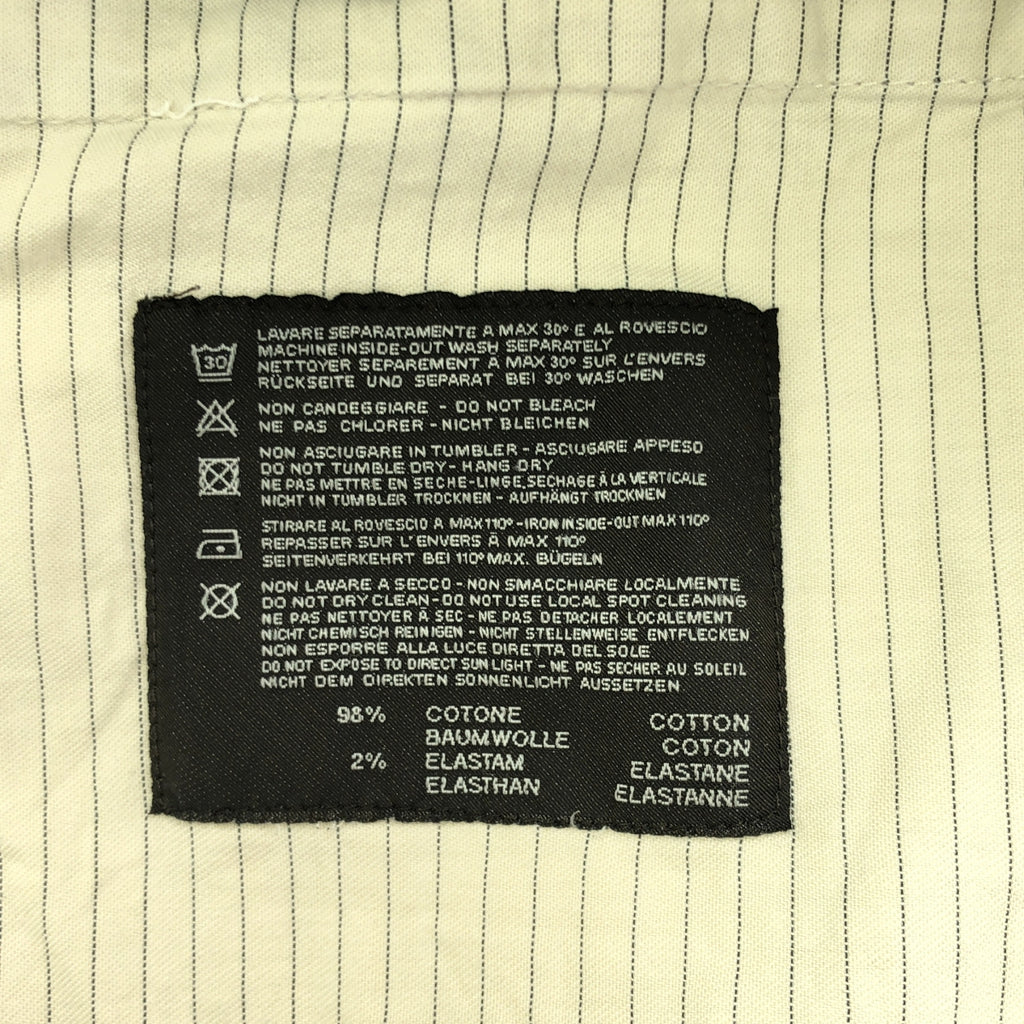 30
LAVARE SEPARATAMENTE A MAX 30° E AL ROVESCIO
MACHINE INSIDE-OUT WASH SEPARATELY
NETTOYER SEPAREMENT A MAX 30° SUR L'ENVERS
RÜCKSEITE UND SEPARAT BEI 30° WASCHEN
NON CANDEGGIARE - DO NOT BLEACH
NE PAS CHLORER - NICHT BLEICHEN
NON ASCIUGARE IN TUMBLER - ASCIUGARE APPESO
DO NOT TUMBLE DRY - HANG DRY
NE PAS METTRE EN SECHE-LINGE, SECHAGE À LA VERTICALE
NICHT IN TUMBLER TROCKNEN - AUFHÄNGT TROCKNEN
STIRARE AL ROVESCIO A MAX 110° - IRON INSIDE-OUT MAX 110°
REPASSER SUR L'ENVERS À MAX 110°
SEITENVERKEHRT BEI 110° MAX. BÜGELN
NON LAVARE A SECCO - NON SMACCHIARE LOCALMENTE
DO NOT DRY CLEAN - DO NOT USE LOCAL SPOT CLEANING
NE PAS NETTOYER À SEC - NE PAS DETACHER LOCALEMENT
NICHT CHEMISCH REINIGEN - NICHT STELLENWEISE ENTFLECKEN
NON ESPORRE ALLA LUCE DIRETTA DEL SOLE
DO NOT EXPOSE TO DIRECT SUN LIGHT - NE PAS SECHER AU SOLEIL
NICHT DEM DIREKTEN SONNENLICHT AUSSETZEN
98% COTONE COTTON
BAUMWOLLE COTON
2% ELASTAM ELASTANE
ELASTHAN ELASTANNE